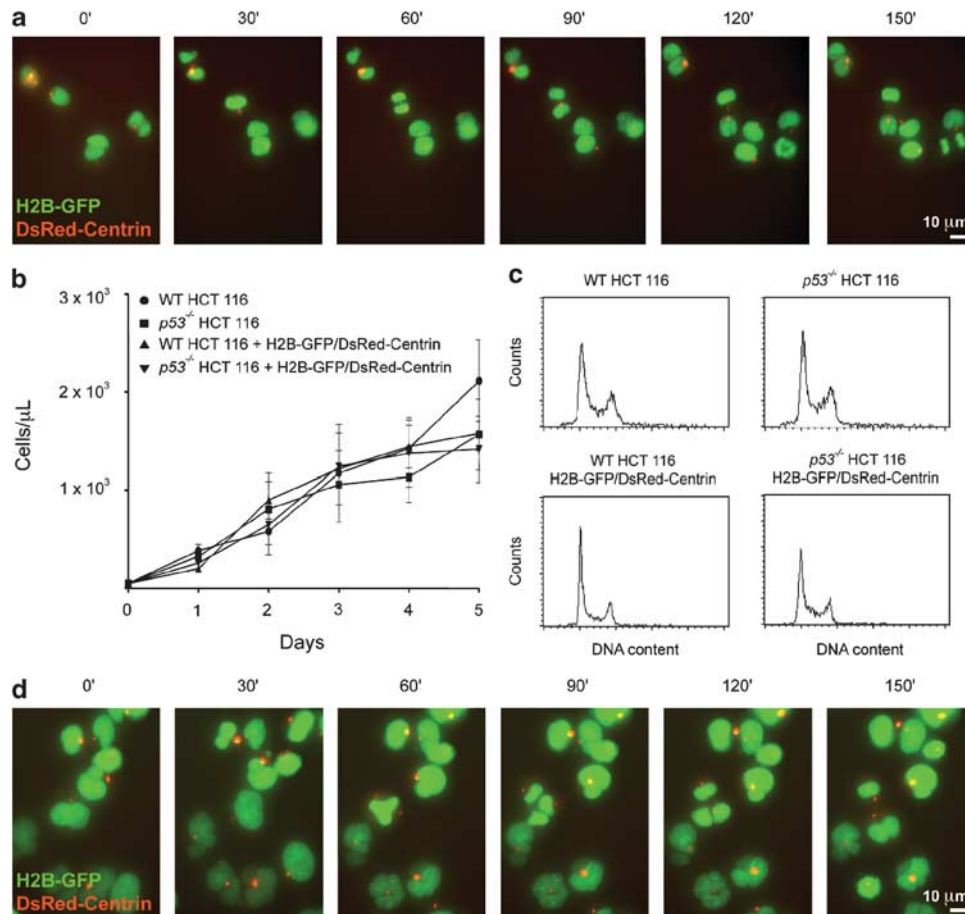 a
0' 30' 60' 90' 120' 150'
H2B-GFP
DsRed-Centrin
10 μm
b
3 x 10³
2 x 10³
1 x 10³
Cells/μL
WT HCT 116
p53-/- HCT 116
WT HCT 116 + H2B-GFP/DsRed-Centrin
p53-/- HCT 116 + H2B-GFP/DsRed-Centrin
0 1 2 3 4 5
Days
c
WT HCT 116
p53-/- HCT 116
Counts
WT HCT 116
H2B-GFP/DsRed-Centrin
p53-/- HCT 116
H2B-GFP/DsRed-Centrin
Counts
DNA content
DNA content
d
0' 30' 60' 90' 120' 150'
H2B-GFP
DsRed-Centrin
10 μm